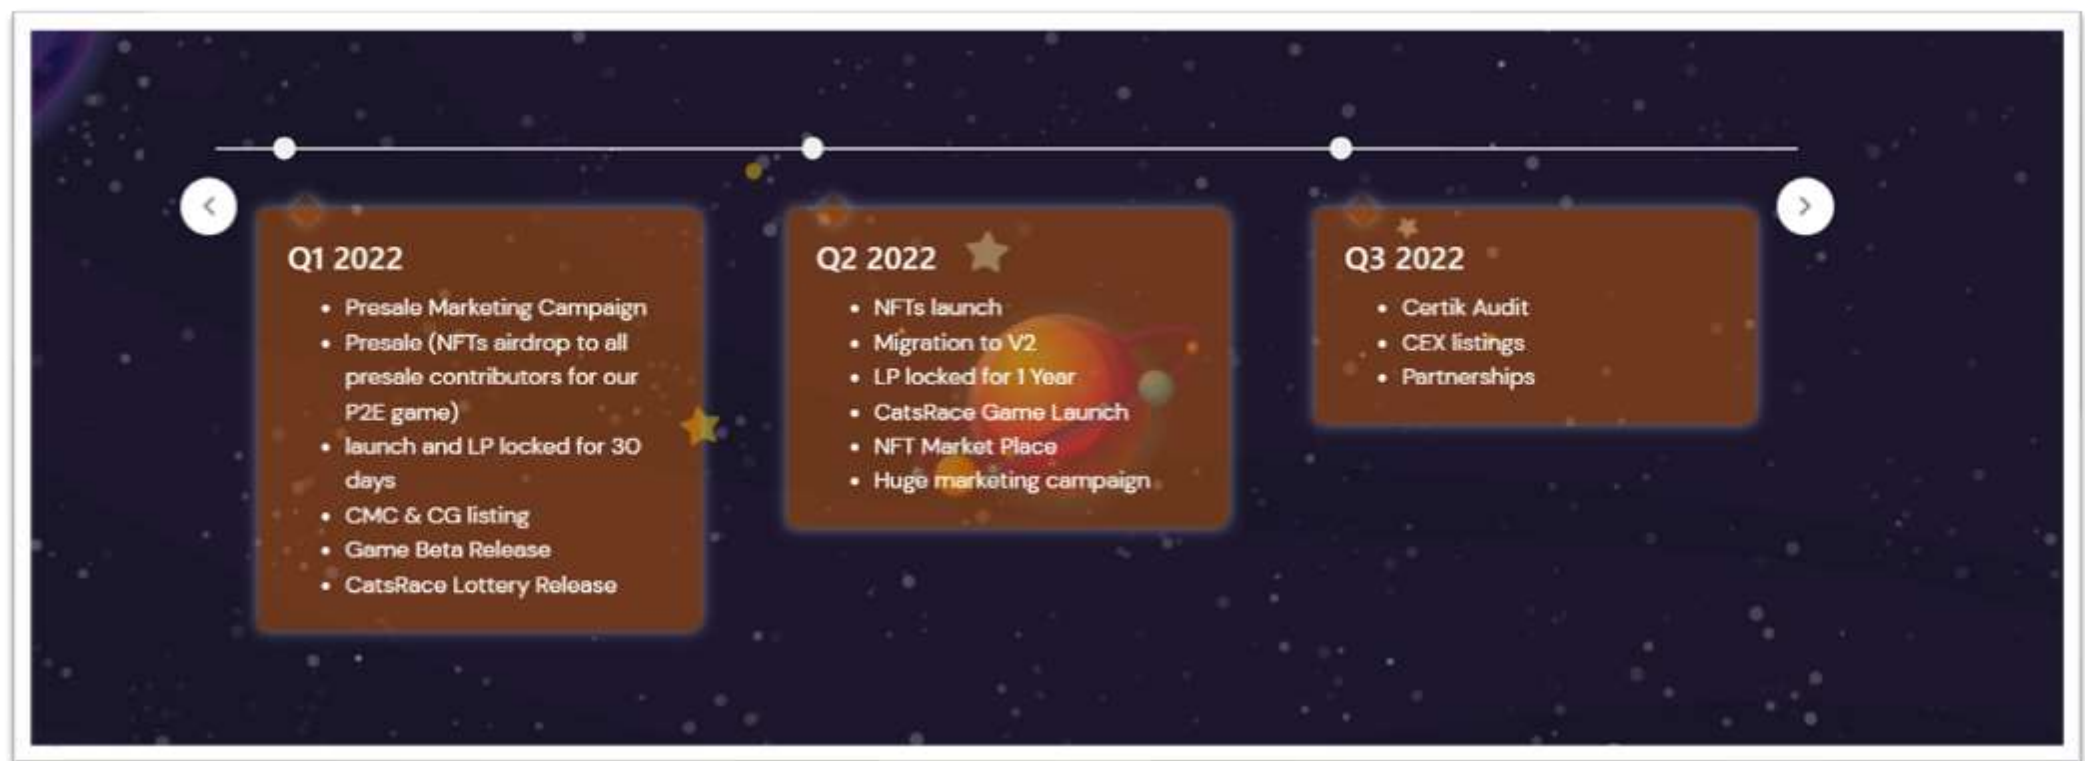 Q1 2022
Presale Marketing Campaign
Presale (NFTs airdrop to all
presale contributors for our
P2E game)
launch and LP locked for 30
days
CMC & CG listing
Game Beta Release
CatsRace Lottery Release
Q2 2022
NFTs launch
Migration to V2
LP locked for 1 Year
CatsRace Game Launch
NFT Market Place
Huge marketing campaign
Q3 2022
Certik Audit
CEX listings
Partnerships